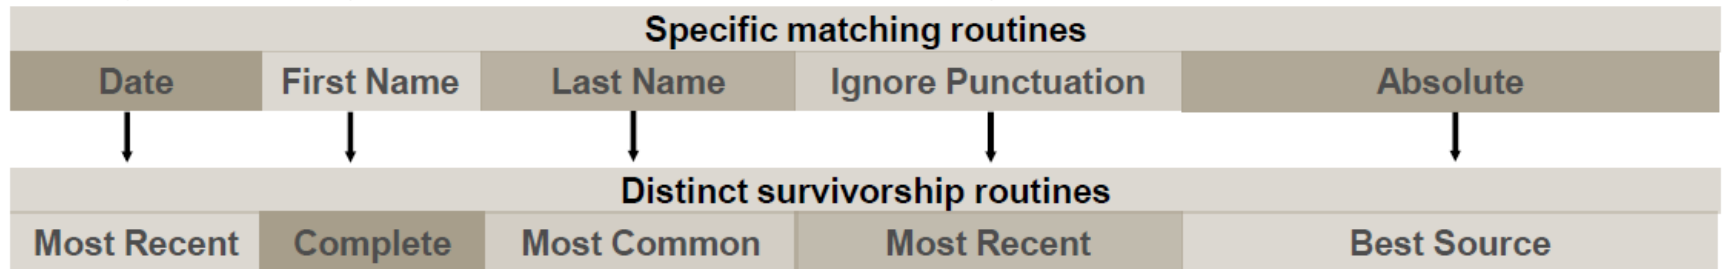 Specific matching routines
Date First Name Last Name Ignore Punctuation Absolute
Distinct survivorship routines
Most Recent Complete Most Common Most Recent Best Source